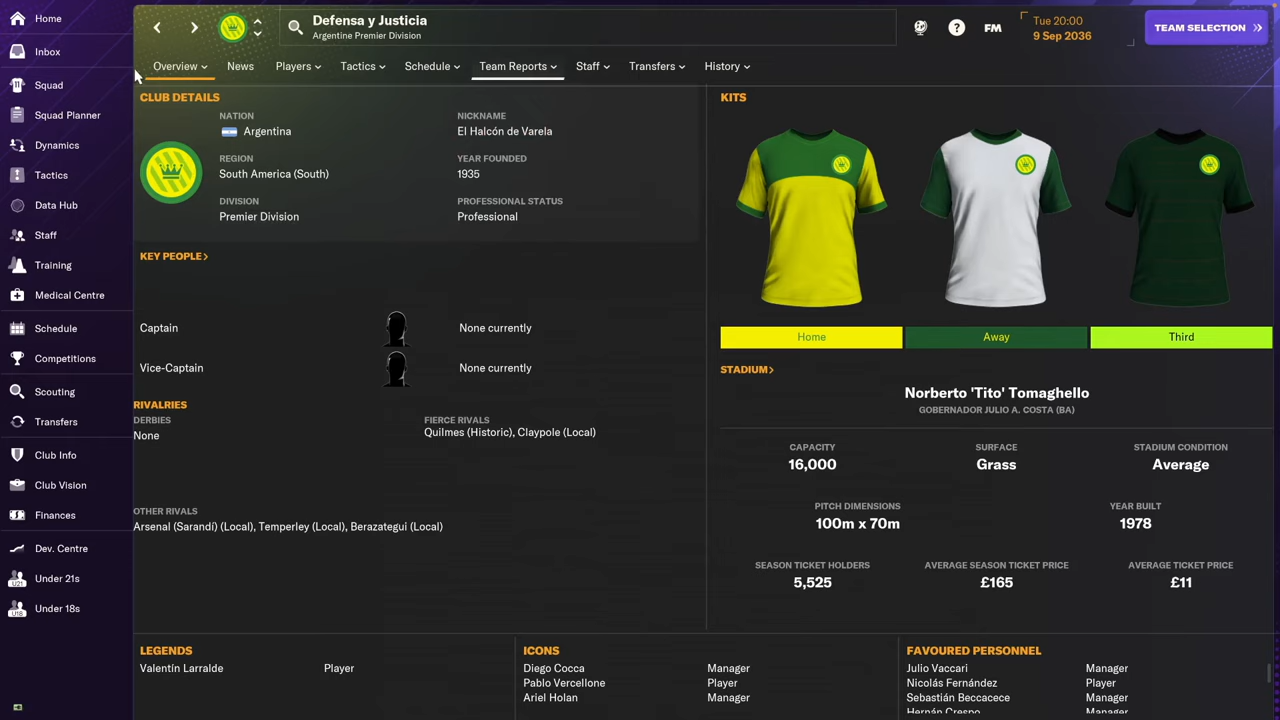 Home
Inbox
Squad
Squad Planner
Dynamics
Tactics
Data Hub
Staff
Training
Medical Centre
Schedule
Competitions
Scouting
Transfers
Club Info
Club Vision
Finances
Dev. Centre
U21 Under 21s
U18 Under 18s
Defensa y Justicia
Argentine Premier Division
? FM
Tue 20:00
9 Sep 2036
TEAM SELECTION
Overview News Players Tactics Schedule Team Reports Staff Transfers History
CLUB DETAILS
NATION NICKNAME
Argentina El Halcón de Varela
REGION YEAR FOUNDED
South America (South) 1935
DIVISION PROFESSIONAL STATUS
Premier Division Professional
KEY PEOPLE>
Captain None currently
Vice-Captain None currently
RIVALRIES
DERBIES FIERCE RIVALS
None Quilmes (Historic), Claypole (Local)
OTHER RIVALS
Arsenal (Sarandí) (Local), Temperley (Local), Berazategui (Local)
KITS
Home Away Third
STADIUM>
Norberto 'Tito' Tomaghello
GOBERNADOR JULIO A. COSTA (BA)
CAPACITY SURFACE STADIUM CONDITION
16,000 Grass Average
PITCH DIMENSIONS YEAR BUILT
100m x 70m 1978
SEASON TICKET HOLDERS AVERAGE SEASON TICKET PRICE AVERAGE TICKET PRICE
5,525 £165 £11
LEGENDS
Valentín Larralde Player
ICONS
Diego Cocca Manager
Pablo Vercellone Player
Ariel Holan Manager
FAVOURED PERSONNEL
Julio Vaccari Manager
Nicolás Fernández Player
Sebastián Beccacece Manager
Hernán Crespo Manager